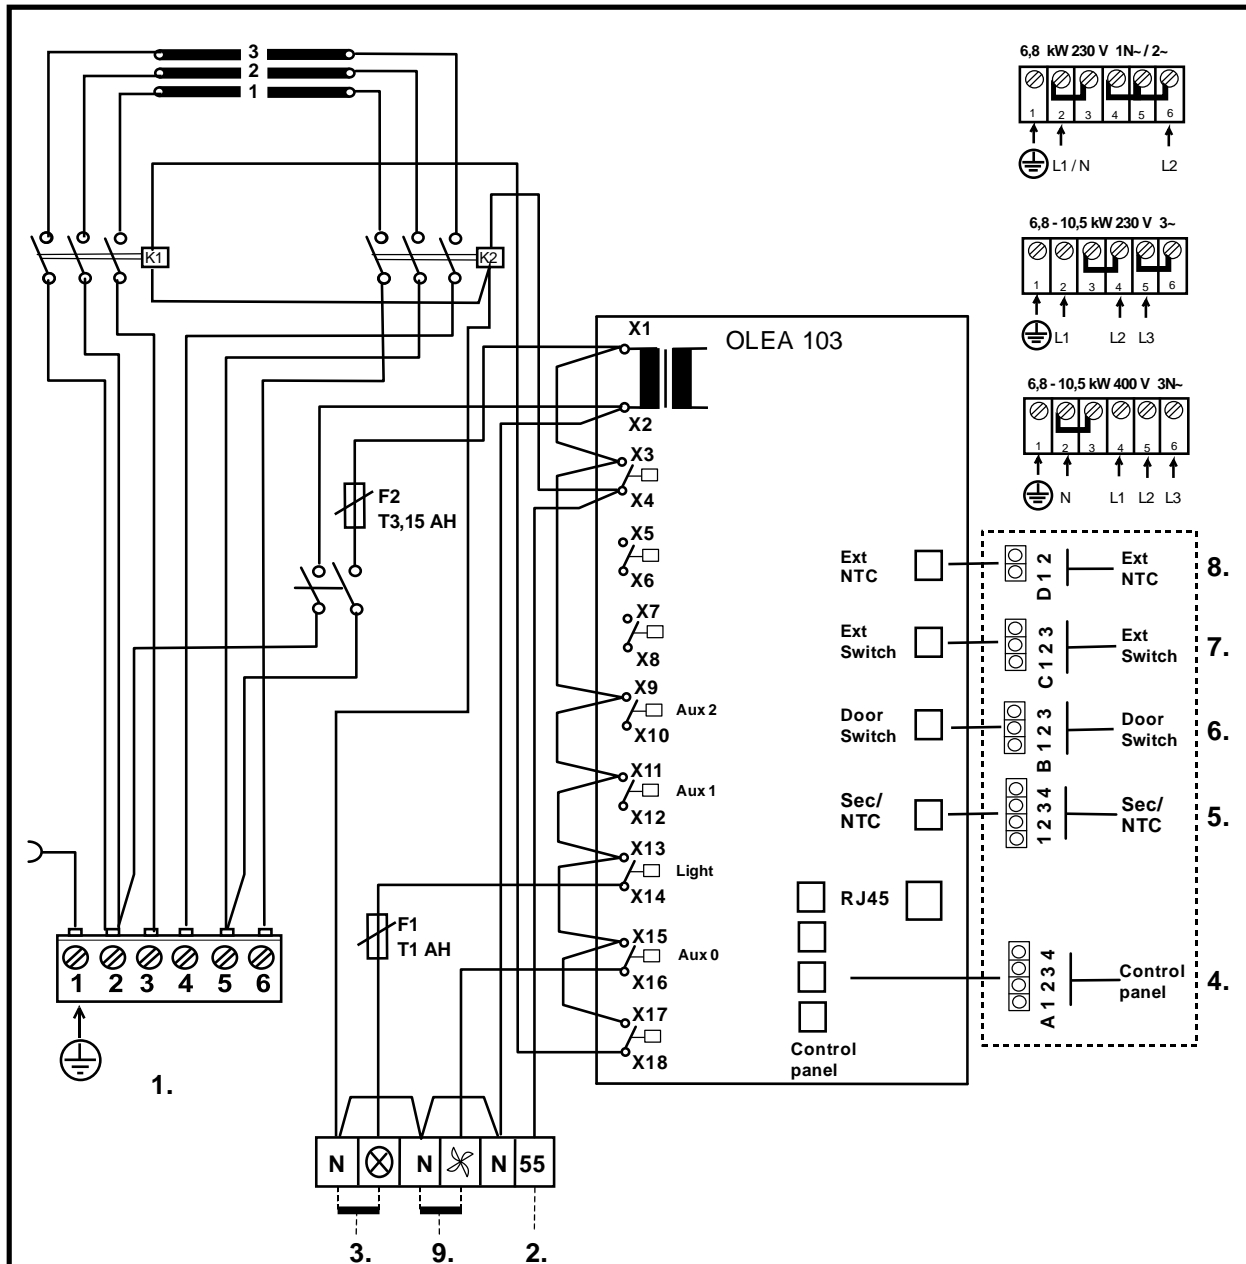 3
2
1
K1
K2
6,8 kW 230 V 1N~ / 2~
1 2 3 4 5 6
L1 / N L2
6,8 - 10,5 kW 230 V 3~
1 2 3 4 5 6
L1 L2 L3
6,8 - 10,5 kW 400 V 3N~
1 2 3 4 5 6
N L1 L2 L3
OLEA 103
X1
X2
X3
X4
X5
X6
X7
X8
X9
Aux 2
X10
X11
Aux 1
X12
X13
Light
X14
X15
Aux 0
X16
X17
X18
F2
T3,15 AH
F1
T1 AH
Ext
NTC
D 1 2
Ext
NTC
8.
Ext
Switch
C 1 2 3
Ext
Switch
7.
Door
Switch
B 1 2 3
Door
Switch
6.
Sec/
NTC
1 2 3 4
Sec/
NTC
5.
RJ45
A 1 2 3 4
Control
panel
4.
Control
panel
1 2 3 4 5 6
1.
N N N 55
3. 9. 2.